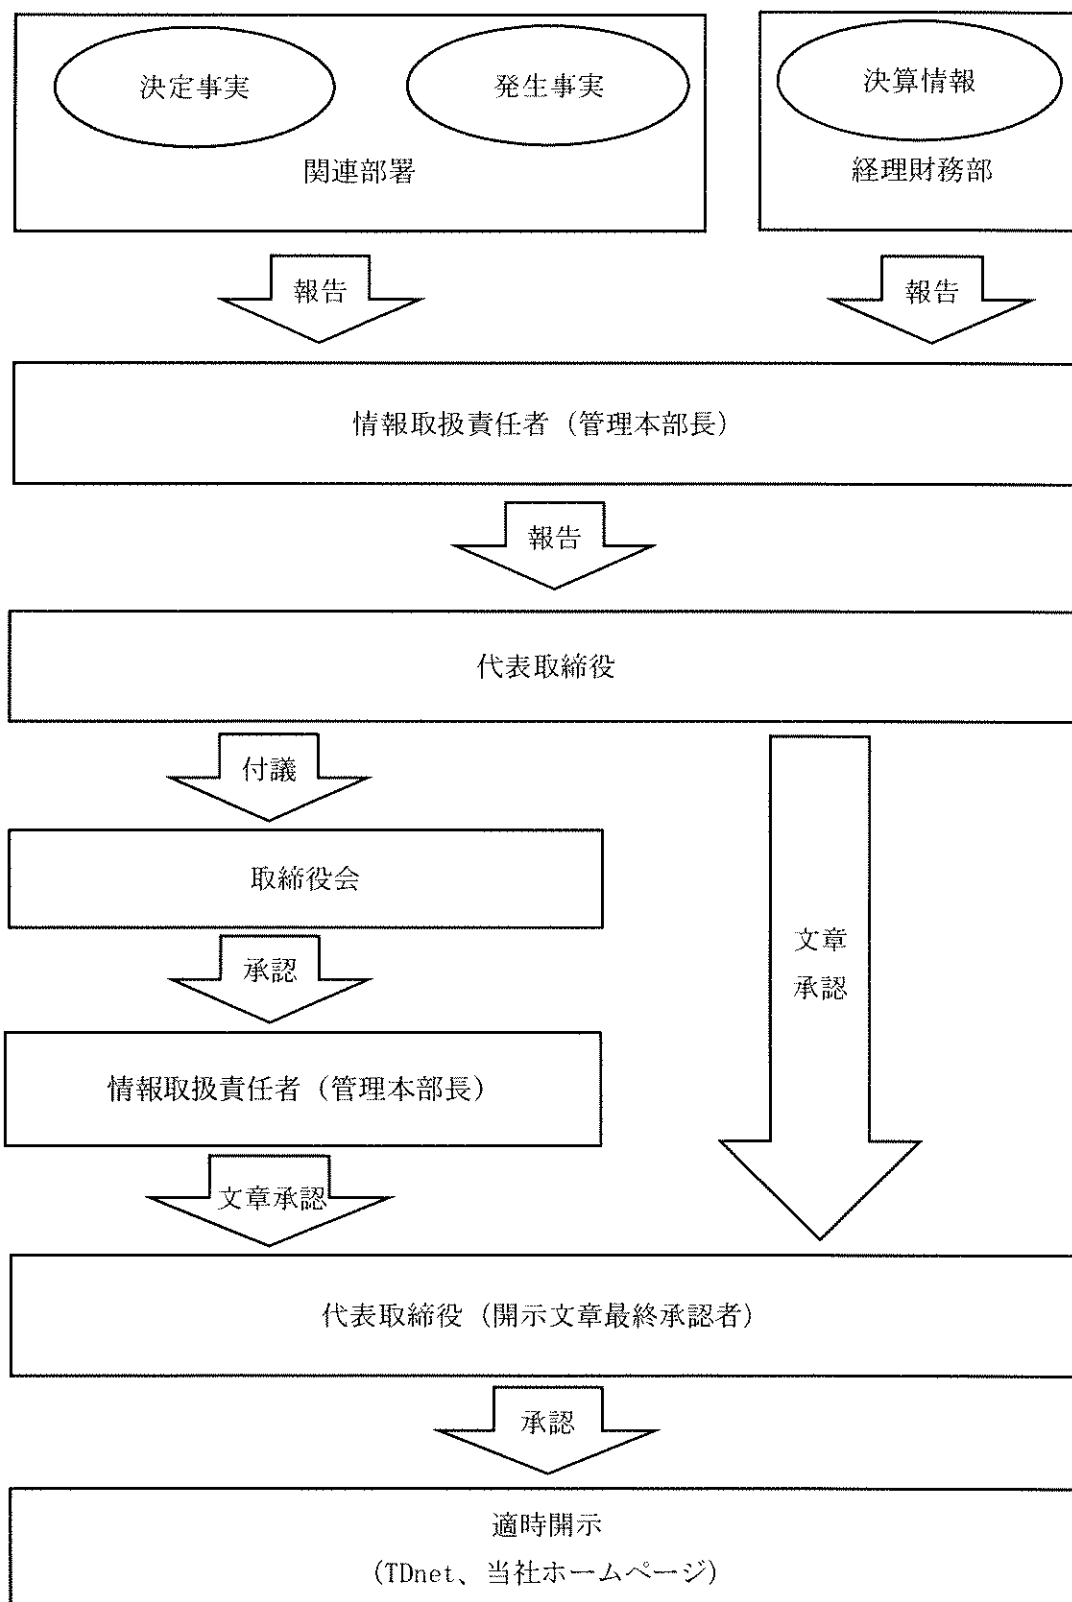 決定事実
発生事実
関連部署
決算情報
経理財務部
報告
報告
情報取扱責任者（管理本部長）
報告
代表取締役
付議
取締役会
承認
情報取扱責任者（管理本部長）
文章承認
文章
承認
代表取締役（開示文章最終承認者）
承認
適時開示
(TDnet、当社ホームページ)